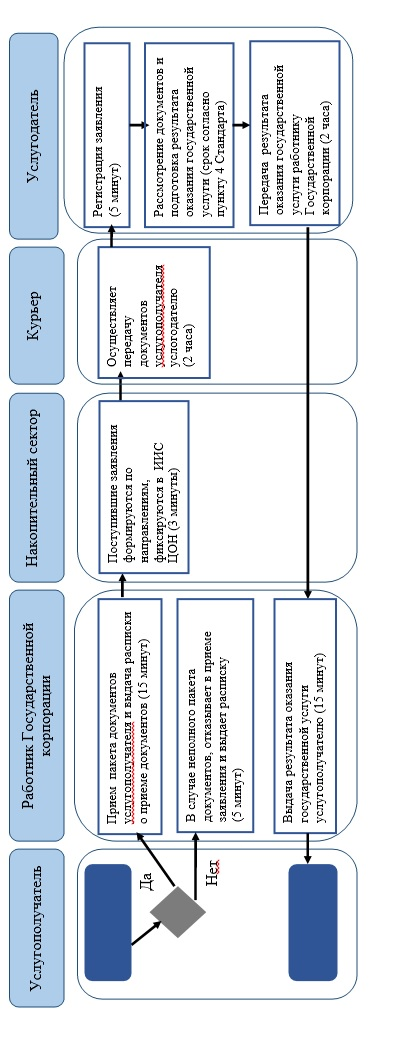 Услугополучатель
Работник Государственной
корпорации
Накопительный сектор
Курьер
Услугодатель
Да
Нет
Прием пакета документов
услугополучателя и выдача расписки
о приеме документов (15 минут)
В случае неполного пакета
документов, отказывает в приеме
заявления и выдает расписку
(5 минут)
Выдача результата оказания
государственной услуги
услугополучателю (15 минут)
Поступившие заявления
формируются по
направлениям,
фиксируются в ИИС
ЦОН (3 минуты)
Осуществляет
передачу
документов
услугополучателя
услогодателю
(2 часа)
Регистрация заявления
(5 минут)
Рассмотрение документов и
подготовка результата
оказания государственной
услуги (срок согласно
пункту 4 Стандарта)
Передача результата
оказания государственной
услуги работнику
Государственной
корпорации (2 часа)